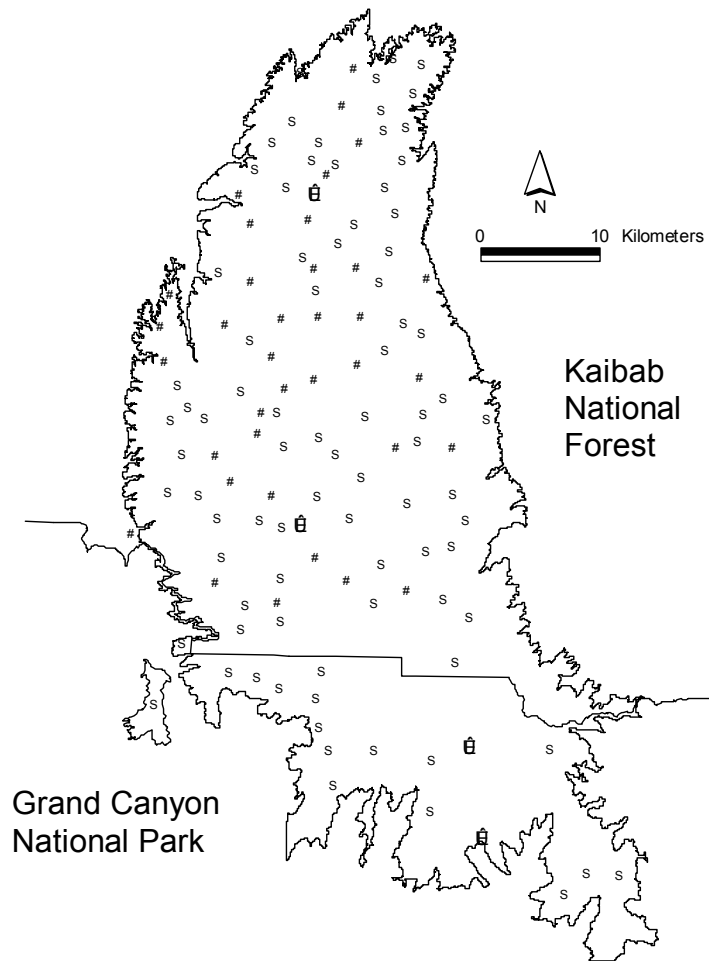 N
0 10 Kilometers
Kaibab
National
Forest
Grand Canyon
National Park